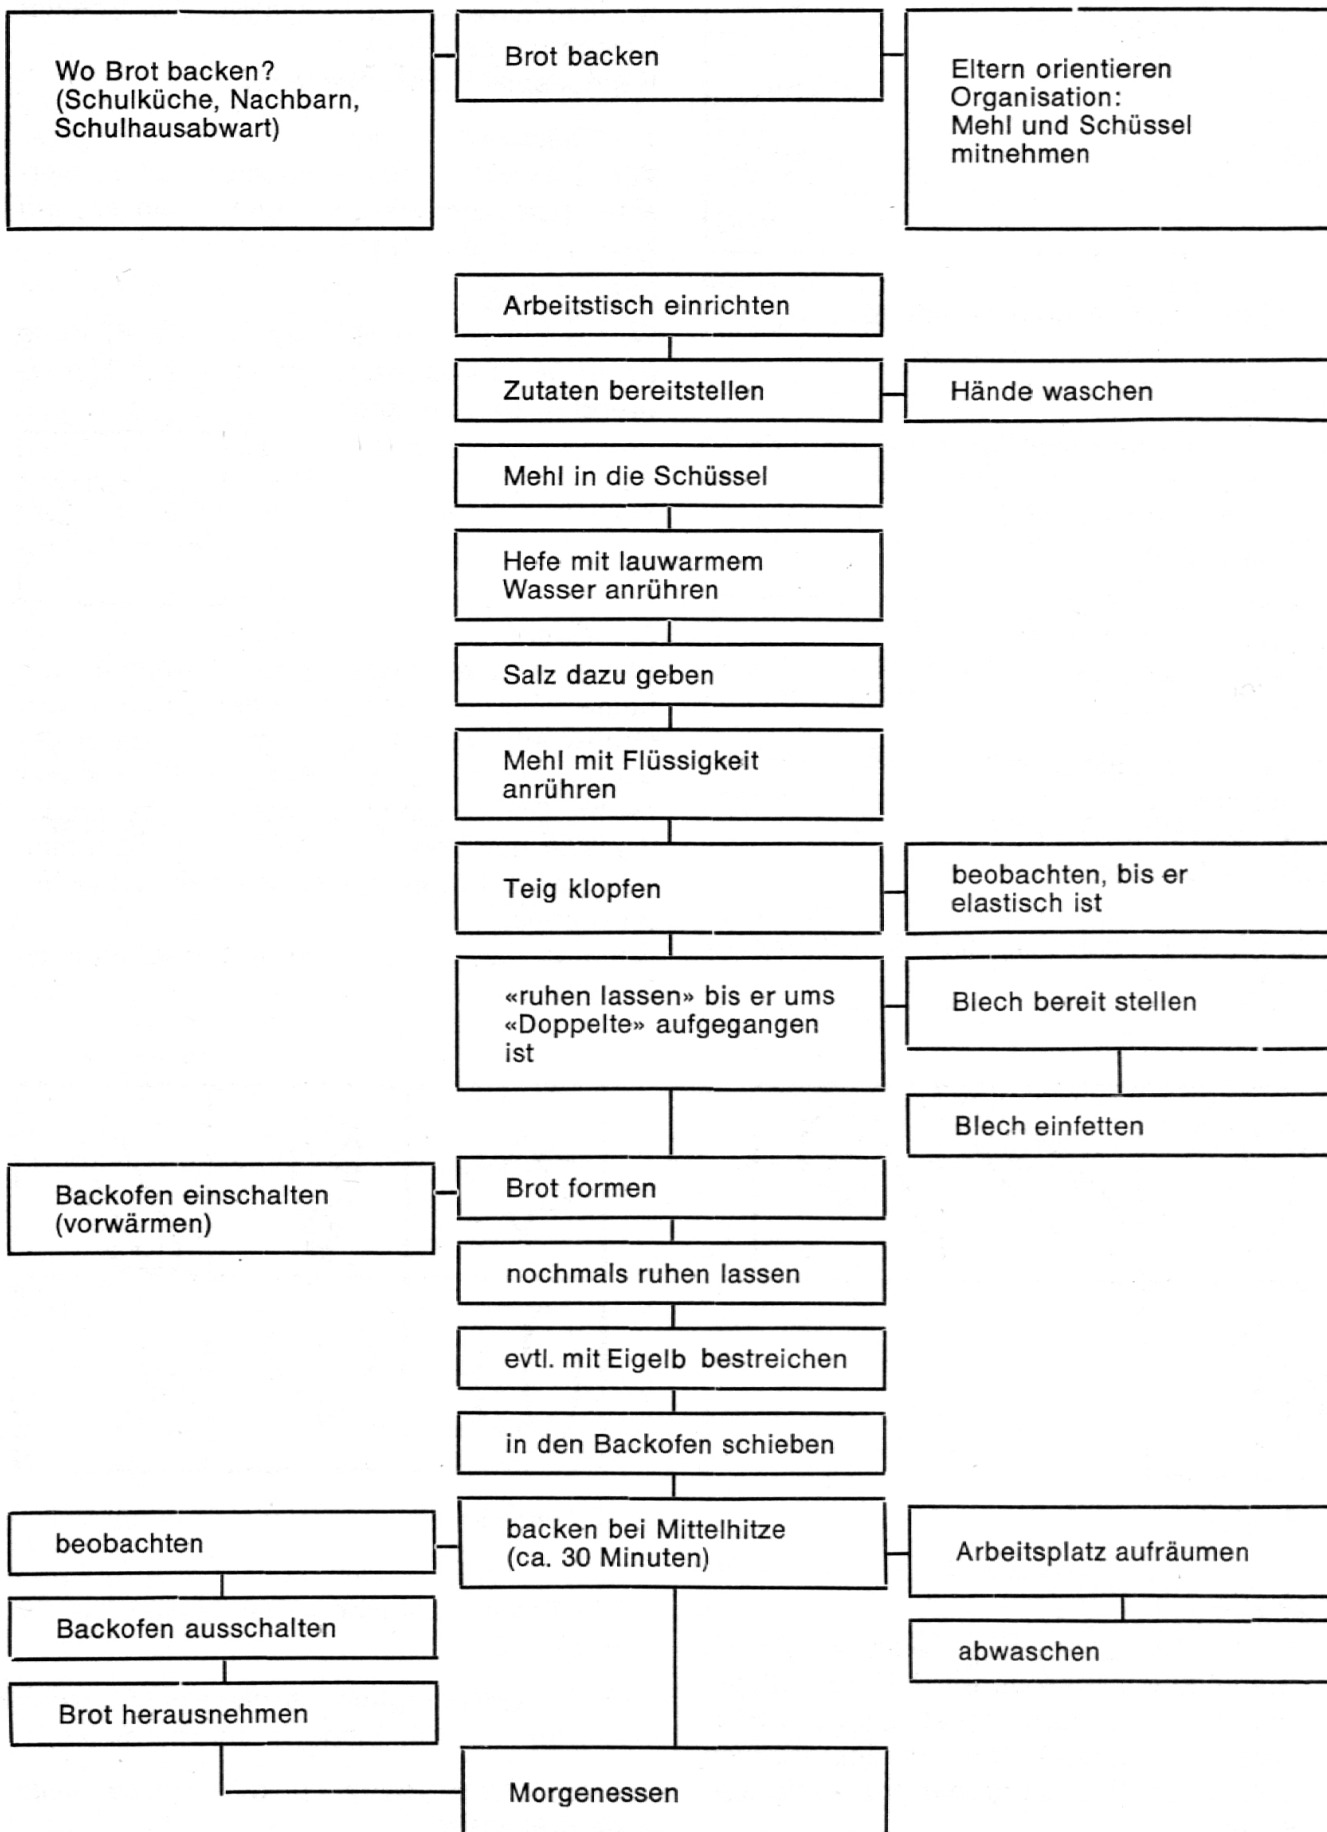 Wo Brot backen?
(Schulküche, Nachbarn,
Schulhausabwart)
Brot backen
Eltern orientieren
Organisation:
Mehl und Schüssel
mitnehmen
Arbeitstisch einrichten
Zutaten bereitstellen
Hände waschen
Mehl in die Schüssel
Hefe mit lauwarmem
Wasser anrühren
Salz dazu geben
Mehl mit Flüssigkeit
anrühren
Teig klopfen
beobachten, bis er
elastisch ist
«ruhen lassen» bis er ums
«Doppelte» aufgegangen
ist
Blech bereit stellen
Blech einfetten
Backofen einschalten
(vorwärmen)
Brot formen
nochmals ruhen lassen
evtl. mit Eigelb bestreichen
in den Backofen schieben
backen bei Mittelhitze
(ca. 30 Minuten)
beobachten
Backofen ausschalten
Brot herausnehmen
Arbeitsplatz aufräumen
abwaschen
Morgenessen